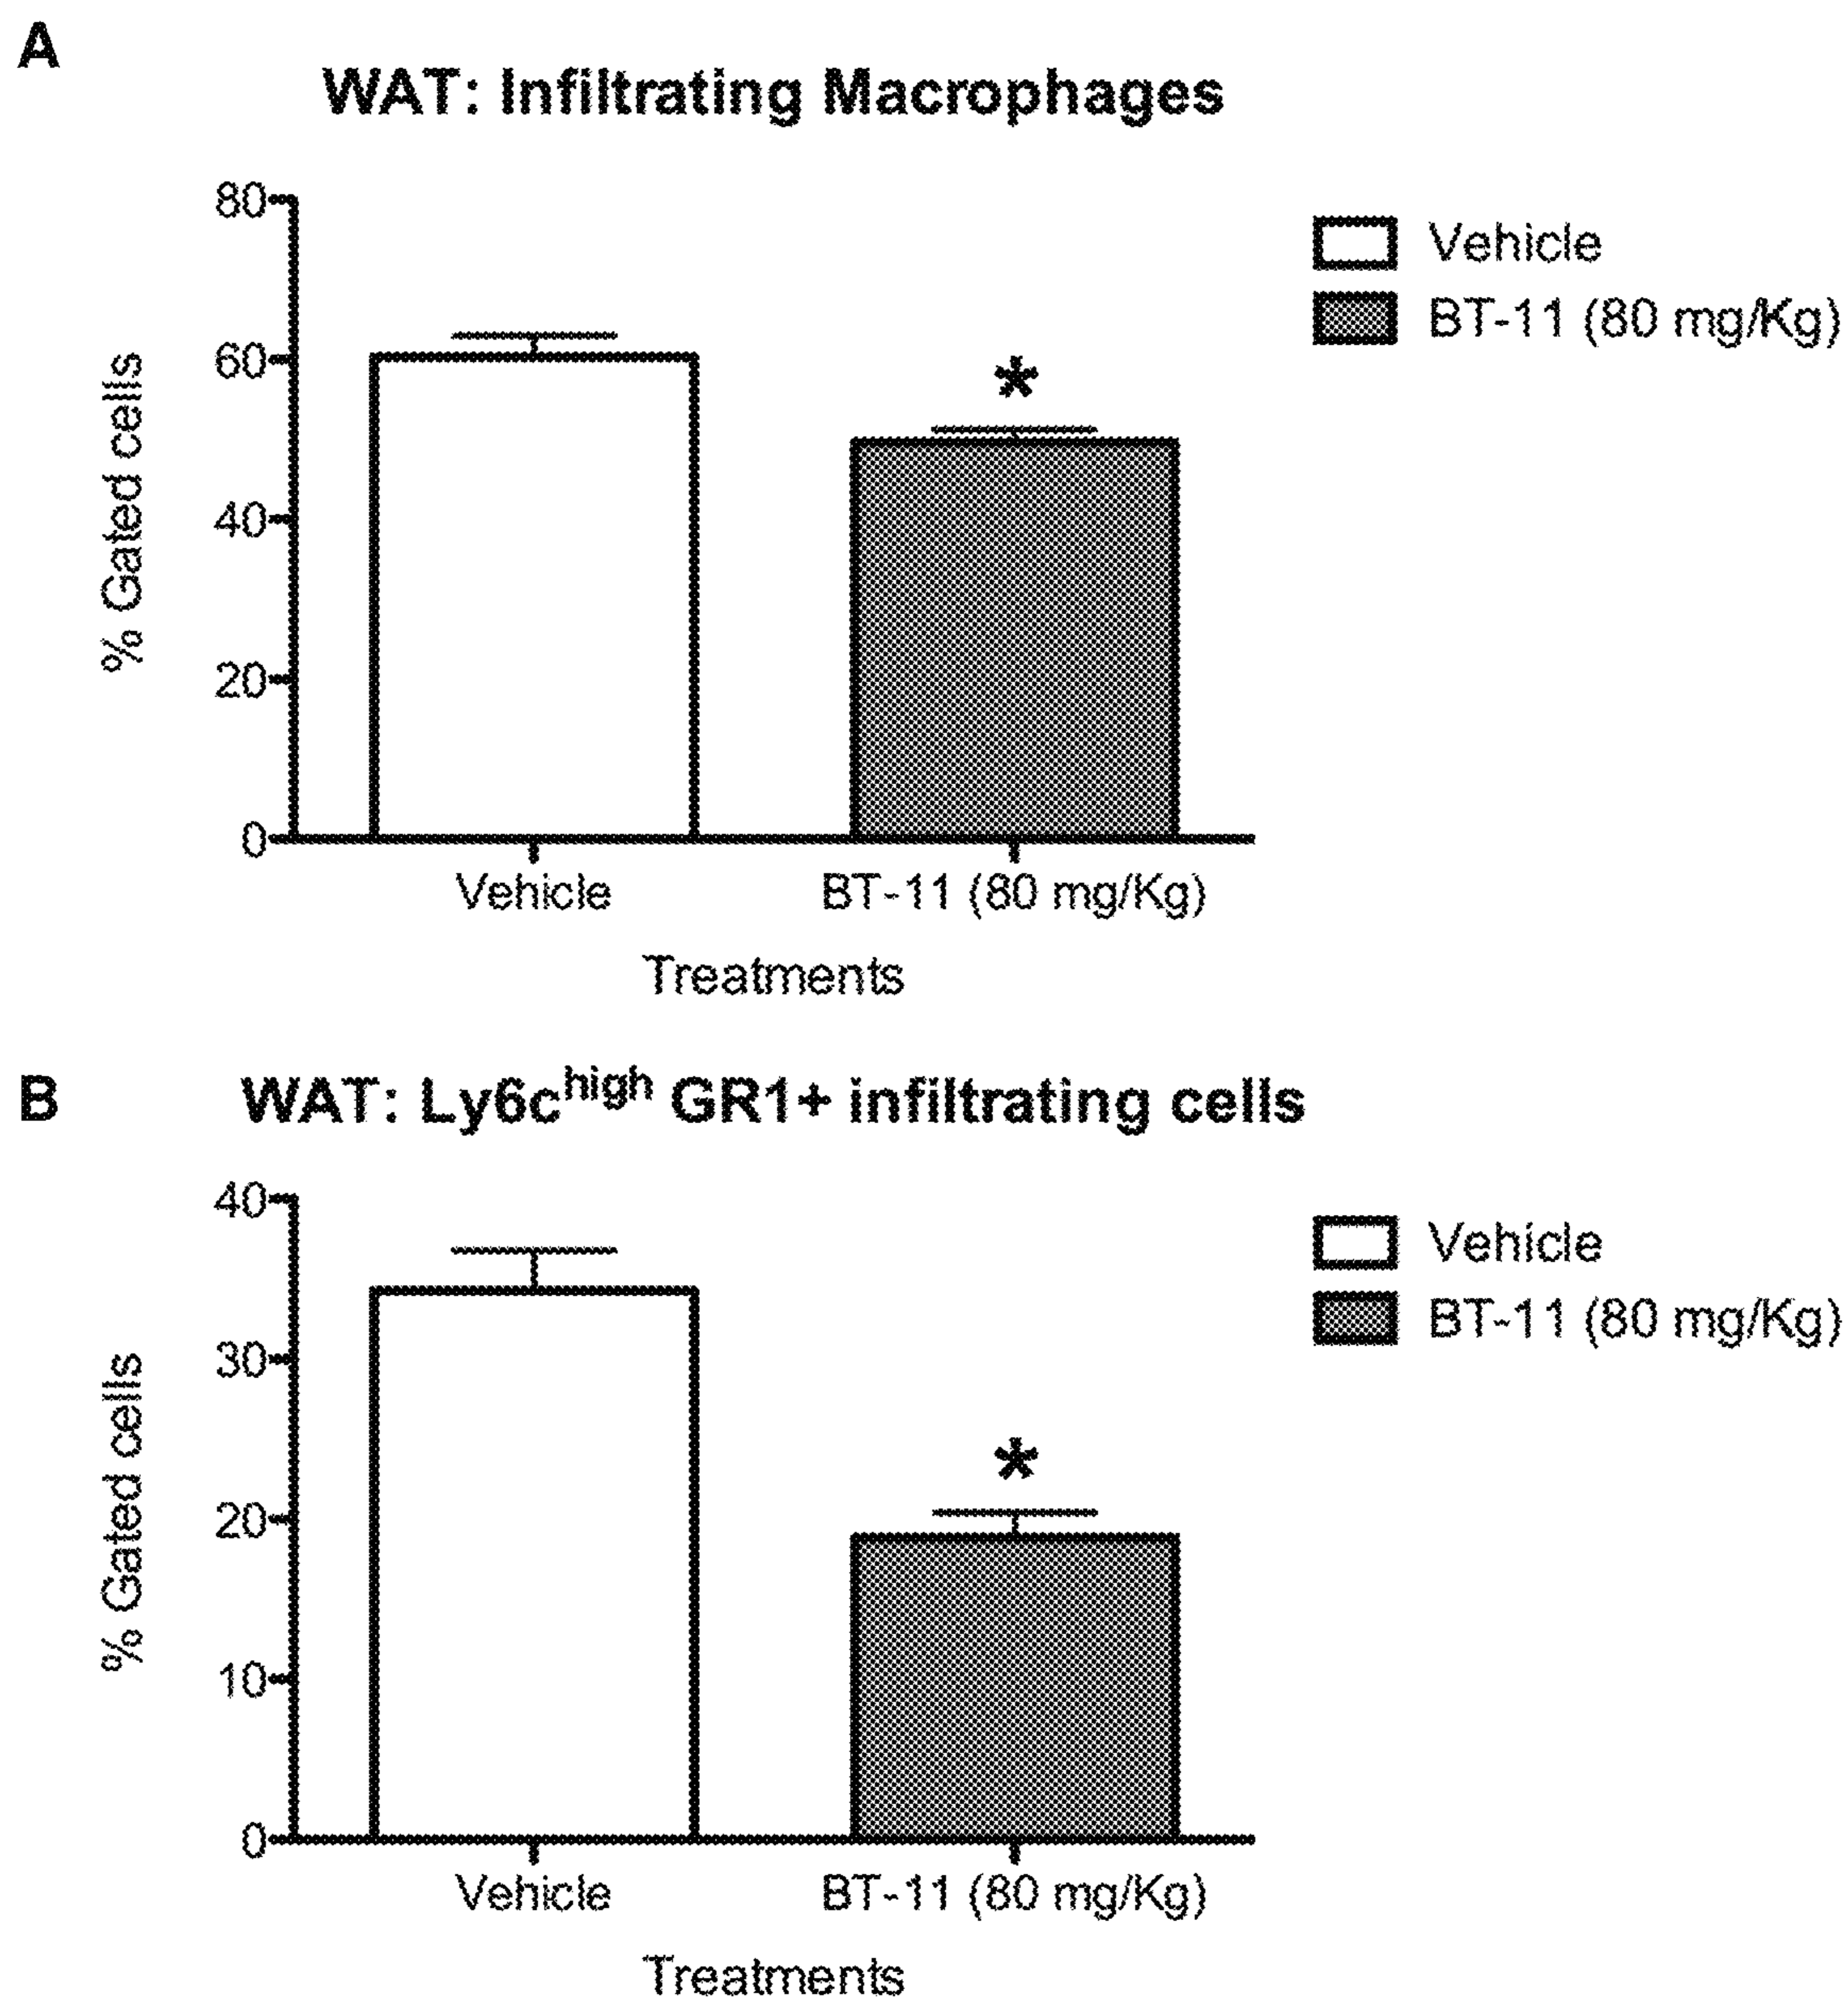 A
WAT: Infiltrating Macrophages
80
60
40
20
0
% Gated cells
*
Vehicle
BT-11 (80 mg/Kg)
Vehicle
BT-11 (80 mg/Kg)
Treatments
B
WAT: Ly6c^high GR1+ infiltrating cells
40
30
20
10
0
% Gated cells
*
Vehicle
BT-11 (80 mg/Kg)
Vehicle
BT-11 (80 mg/Kg)
Treatments